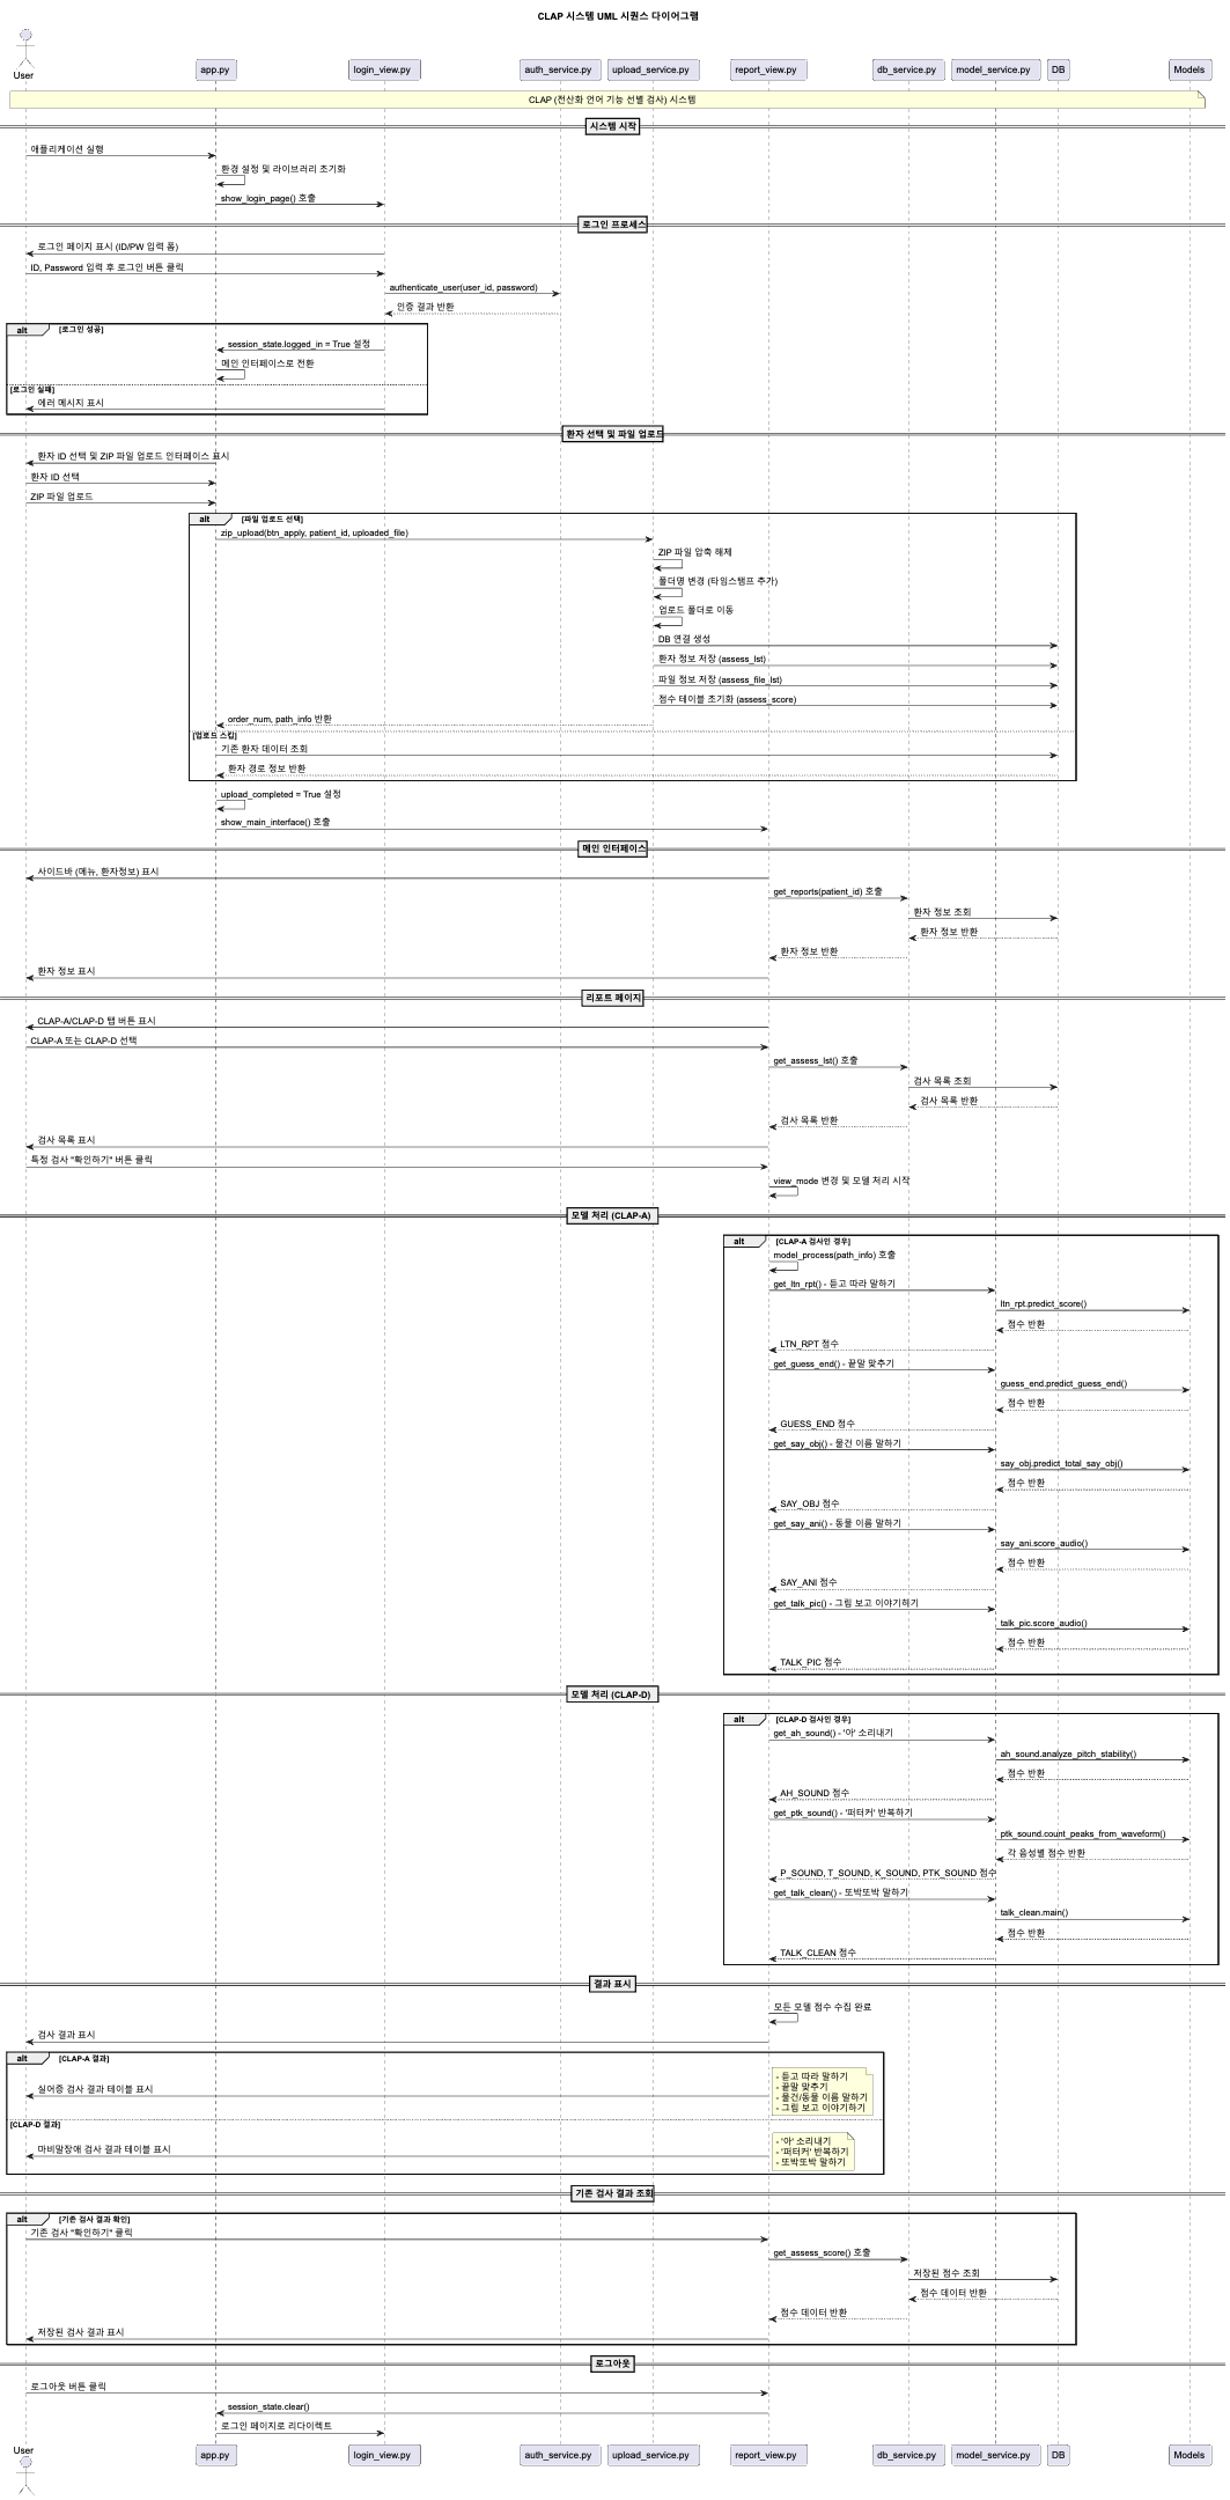 CLAP 시스템 UML 시퀀스 다이어그램
User
app.py
login_view.py
auth_service.py
upload_service.py
report_view.py
db_service.py
model_service.py
DB
Models
CLAP (전산화 언어 기능 선별 검사) 시스템
시스템 시작
애플리케이션 실행
환경 설정 및 라이브러리 초기화
show_login_page() 호출
로그인 프로세스
로그인 페이지 표시 (ID/PW 입력 폼)
ID, Password 입력 후 로그인 버튼 클릭
authenticate_user(user_id, password)
인증 결과 반환
alt [로그인 성공]
session_state.logged_in = True 설정
메인 인터페이스로 전환
[로그인 실패]
에러 메시지 표시
환자 선택 및 파일 업로드
환자 ID 선택 및 ZIP 파일 업로드 인터페이스 표시
환자 ID 선택
ZIP 파일 업로드
alt [파일 업로드 선택]
zip_upload(btn_apply, patient_id, uploaded_file)
ZIP 파일 압축 해제
폴더명 변경 (타임스탬프 추가)
업로드 폴더로 이동
DB 연결 생성
환자 정보 저장 (assess_lst)
파일 정보 저장 (assess_file_lst)
점수 테이블 초기화 (assess_score)
order_num, path_info 반환
[업로드 스킵]
기존 환자 데이터 조회
환자 경로 정보 반환
upload_completed = True 설정
show_main_interface() 호출
메인 인터페이스
사이드바 (메뉴, 환자정보) 표시
get_reports(patient_id) 호출
환자 정보 조회
환자 정보 반환
환자 정보 반환
환자 정보 표시
리포트 페이지
CLAP-A/CLAP-D 탭 버튼 표시
CLAP-A 또는 CLAP-D 선택
get_assess_lst() 호출
검사 목록 조회
검사 목록 반환
검사 목록 반환
검사 목록 표시
특정 검사 "확인하기" 버튼 클릭
view_mode 변경 및 모델 처리 시작
모델 처리 (CLAP-A)
alt [CLAP-A 검사인 경우]
model_process(path_info) 호출
get_ltn_rpt() - 듣고 따라 말하기
ltn_rpt.predict_score()
점수 반환
LTN_RPT 점수
get_guess_end() - 끝말 맞추기
guess_end.predict_guess_end()
점수 반환
GUESS_END 점수
get_say_obj() - 물건 이름 말하기
say_obj.predict_total_say_obj()
점수 반환
SAY_OBJ 점수
get_say_ani() - 동물 이름 말하기
say_ani.score_audio()
점수 반환
SAY_ANI 점수
get_talk_pic() - 그림 보고 이야기하기
talk_pic.score_audio()
점수 반환
TALK_PIC 점수
모델 처리 (CLAP-D)
alt [CLAP-D 검사인 경우]
get_ah_sound() - '아' 소리내기
ah_sound.analyze_pitch_stability()
점수 반환
AH_SOUND 점수
get_ptk_sound() - '퍼터커' 반복하기
ptk_sound.count_peaks_from_waveform()
각 음성별 점수 반환
P_SOUND, T_SOUND, K_SOUND, PTK_SOUND 점수
get_talk_clean() - 또박또박 말하기
talk_clean.main()
점수 반환
TALK_CLEAN 점수
결과 표시
모든 모델 점수 수집 완료
검사 결과 표시
alt [CLAP-A 결과]
실어증 검사 결과 테이블 표시
- 듣고 따라 말하기
- 끝말 맞추기
- 물건/동물 이름 말하기
- 그림 보고 이야기하기
[CLAP-D 결과]
마비말장애 검사 결과 테이블 표시
- '아' 소리내기
- '퍼터커' 반복하기
- 또박또박 말하기
기존 검사 결과 조회
alt [기존 검사 결과 확인]
기존 검사 "확인하기" 클릭
get_assess_score() 호출
저장된 점수 조회
점수 데이터 반환
점수 데이터 반환
저장된 검사 결과 표시
로그아웃
로그아웃 버튼 클릭
session_state.clear()
로그인 페이지로 리다이렉트
User
app.py
login_view.py
auth_service.py
upload_service.py
report_view.py
db_service.py
model_service.py
DB
Models